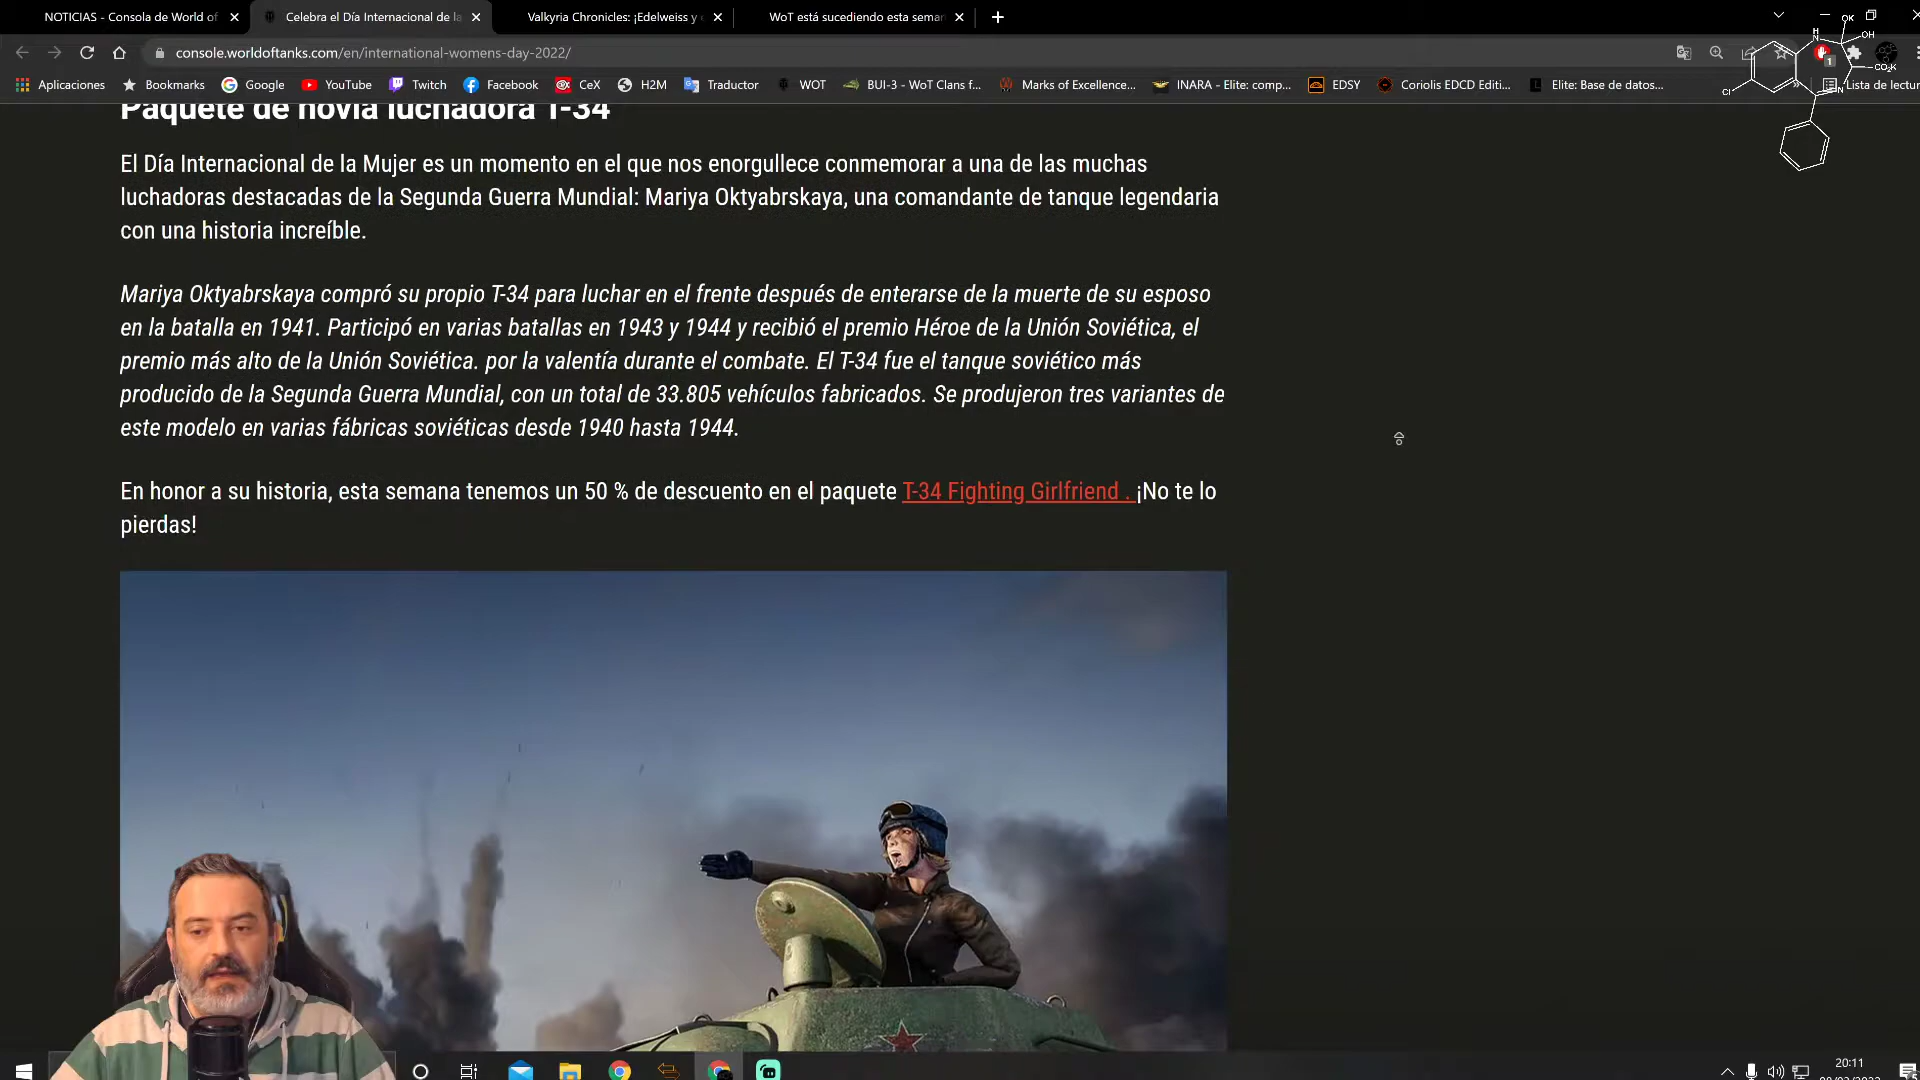 NOTICIAS - Consola de World of
Celebra el Día Internacional de la
Valkyria Chronicles: ¡Edelweiss y
WoT está sucediendo esta semar
console.worldoftanks.com/en/international-womens-day-2022/
Aplicaciones
Bookmarks
Google
YouTube
Twitch
Facebook
CeX
H2M
Traductor
WOT
BUI-3 - WoT Clans f...
Marks of Excellence...
INARA - Elite: comp...
EDSY
Coriolis EDCD Editi...
Elite: Base de datos...
Lista de lectur
OK
H
N
OH
CO₂K
Cl
N
1
Paquete de novia luchadora T-34
El Día Internacional de la Mujer es un momento en el que nos enorgullece conmemorar a una de las muchas
luchadoras destacadas de la Segunda Guerra Mundial: Mariya Oktyabrskaya, una comandante de tanque legendaria
con una historia increíble.
Mariya Oktyabrskaya compró su propio T-34 para luchar en el frente después de enterarse de la muerte de su esposo
en la batalla en 1941. Participó en varias batallas en 1943 y 1944 y recibió el premio Héroe de la Unión Soviética, el
premio más alto de la Unión Soviética. por la valentía durante el combate. El T-34 fue el tanque soviético más
producido de la Segunda Guerra Mundial, con un total de 33.805 vehículos fabricados. Se produjeron tres variantes de
este modelo en varias fábricas soviéticas desde 1940 hasta 1944.
En honor a su historia, esta semana tenemos un 50 % de descuento en el paquete T-34 Fighting Girlfriend . ¡No te lo
pierdas!
20:11